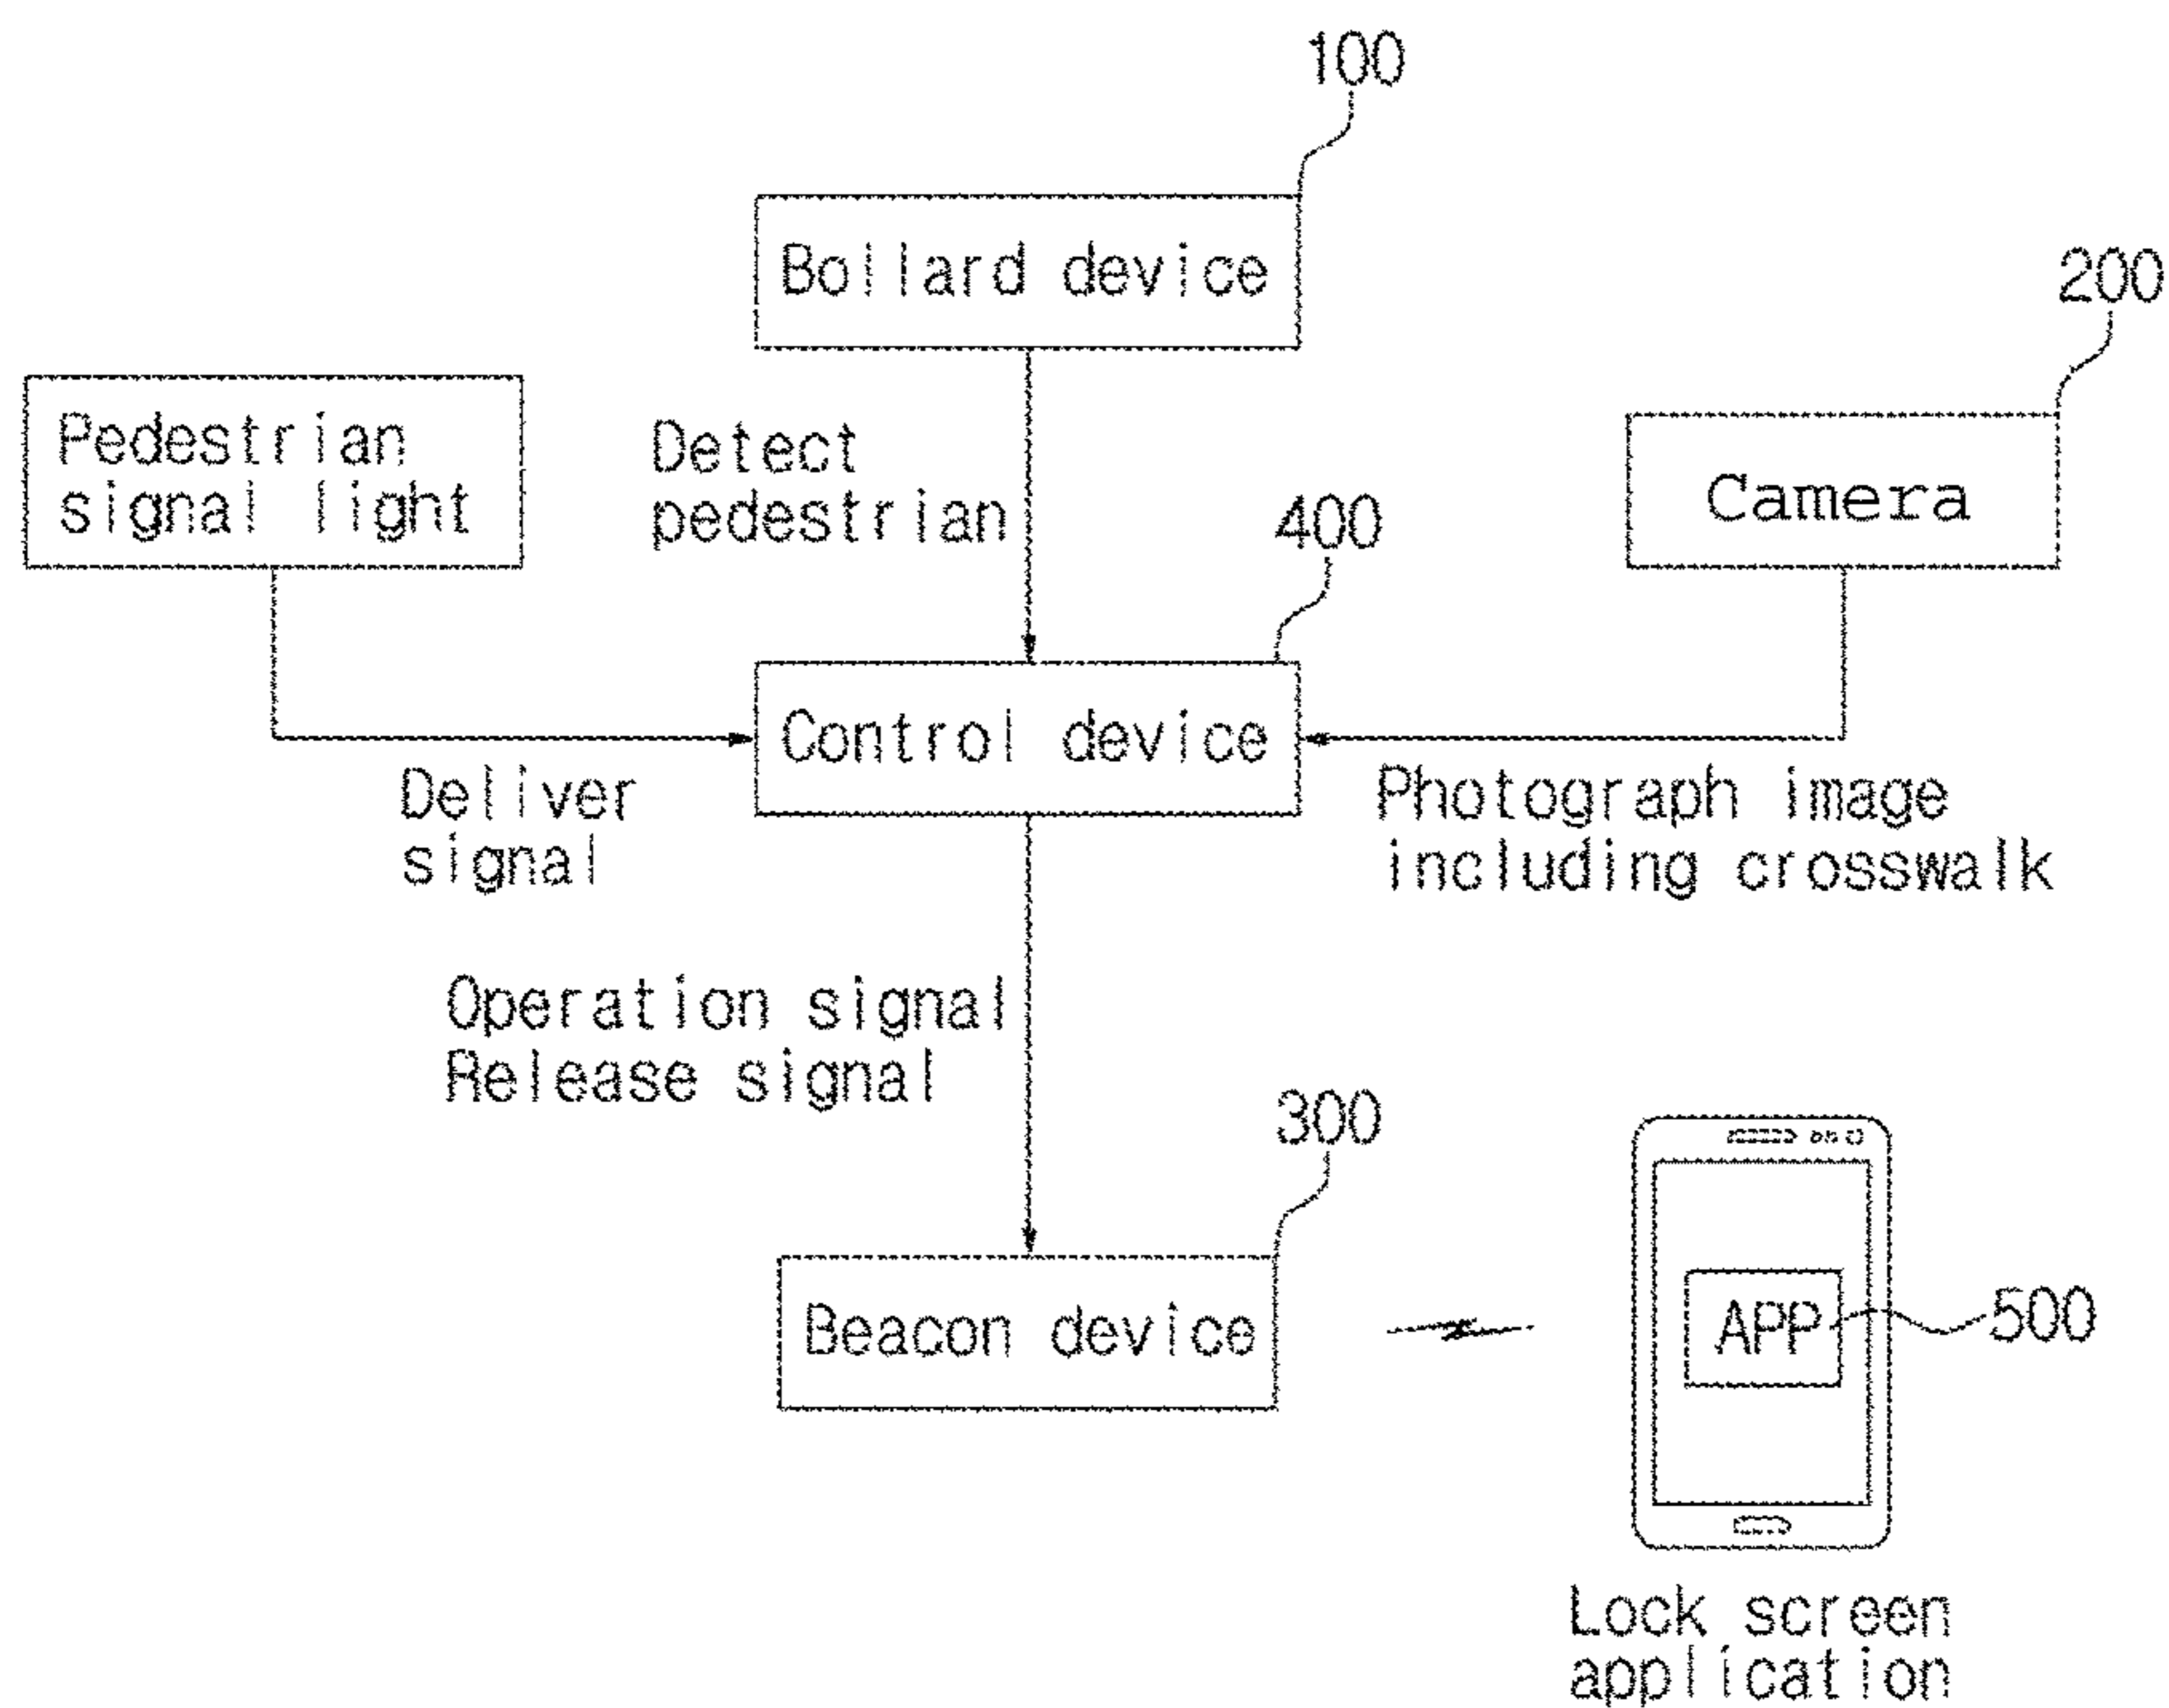 100
Bollard device
200
Pedestrian
signal light
Detect
pedestrian
Camera
400
Control device
Deliver
signal
Photograph image
including crosswalk
Operation signal
Release signal
300
Beacon device
APP
500
Lock screen
application